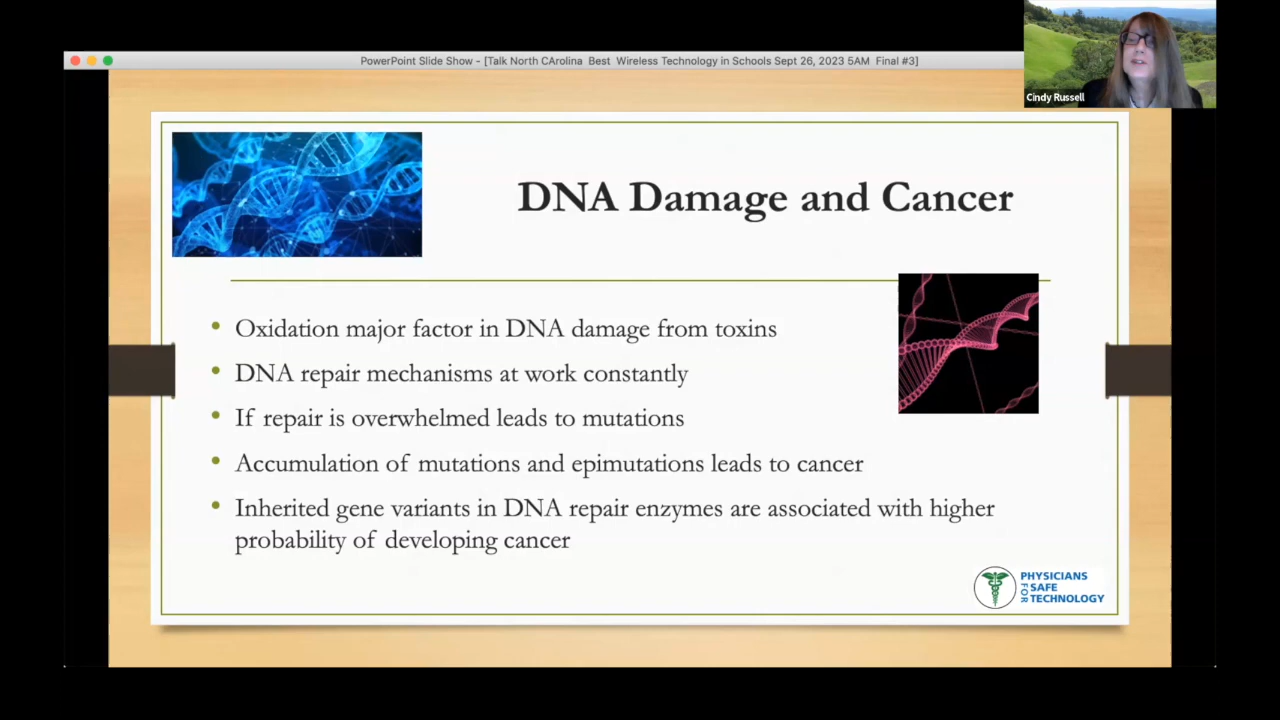 PowerPoint Slide Show - [Talk North CArolina Best Wireless Technology in Schools Sept 26, 2023 5AM Final #3]
Cindy Russell
DNA Damage and Cancer
• Oxidation major factor in DNA damage from toxins
• DNA repair mechanisms at work constantly
• If repair is overwhelmed leads to mutations
• Accumulation of mutations and epimutations leads to cancer
• Inherited gene variants in DNA repair enzymes are associated with higher
probability of developing cancer
PHYSICIANS
FOR SAFE
TECHNOLOGY